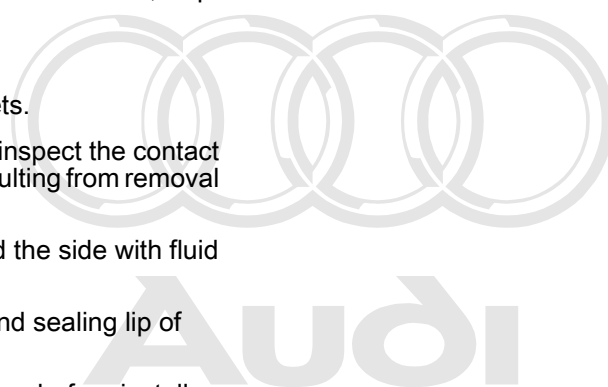 ets.
inspect the contact
ulting from removal
d the side with fluid
nd sealing lip of
Audi